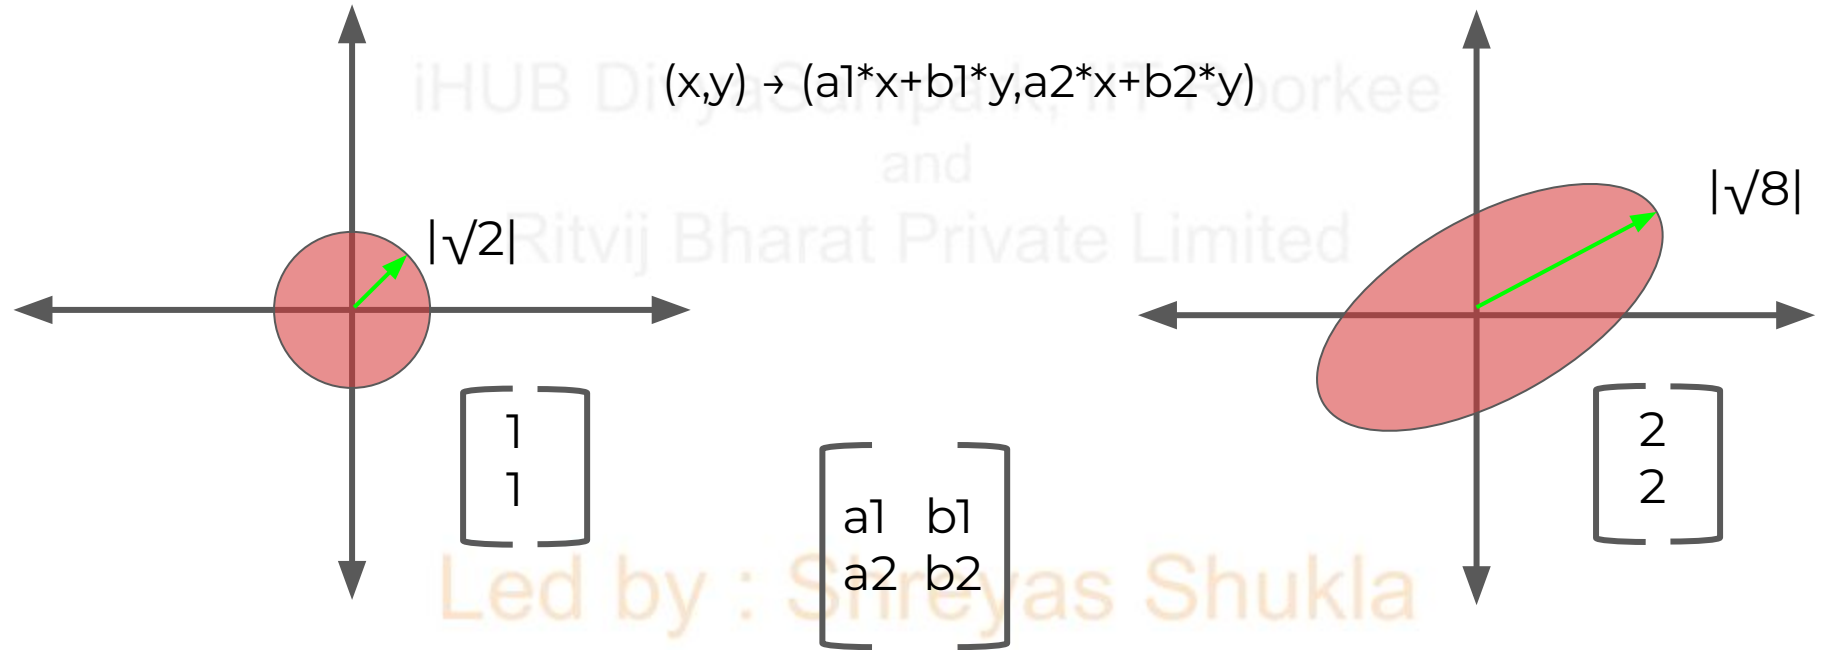 iHUB DivyaSampark, IIT Roorkee
(x,y) → (a1*x+b1*y,a2*x+b2*y)
and
Ritvij Bharat Private Limited
|√2|
|√8|
1
1
2
2
a1 b1
a2 b2
Led by : Shreyas Shukla